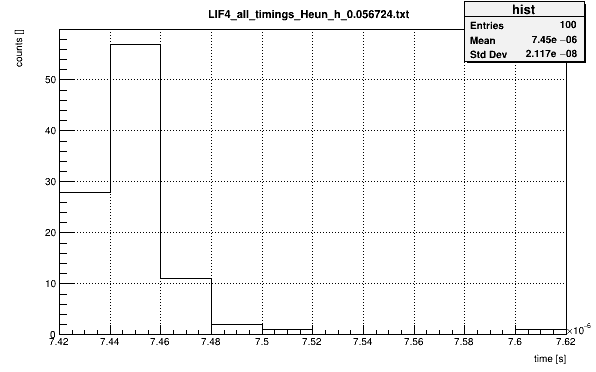 LIF4_all_timings_Heun_h_0.056724.txt
hist
Entries 100
Mean 7.45e −06
Std Dev 2.117e −08
counts []
50
40
30
20
10
0
7.42 7.44 7.46 7.48 7.5 7.52 7.54 7.56 7.58 7.6 7.62
×10⁻⁶
time [s]